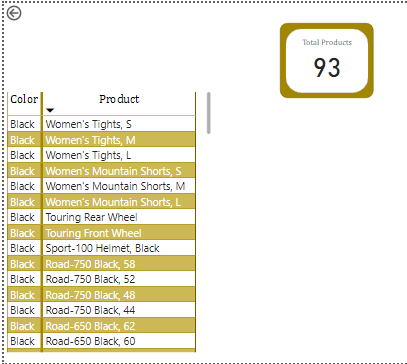 Total Products
93
Color Product
Black Women's Tights, S
Black Women's Tights, M
Black Women's Tights, L
Black Women's Mountain Shorts, S
Black Women's Mountain Shorts, M
Black Women's Mountain Shorts, L
Black Touring Rear Wheel
Black Touring Front Wheel
Black Sport-100 Helmet, Black
Black Road-750 Black, 58
Black Road-750 Black, 52
Black Road-750 Black, 48
Black Road-750 Black, 44
Black Road-650 Black, 62
Black Road-650 Black, 60